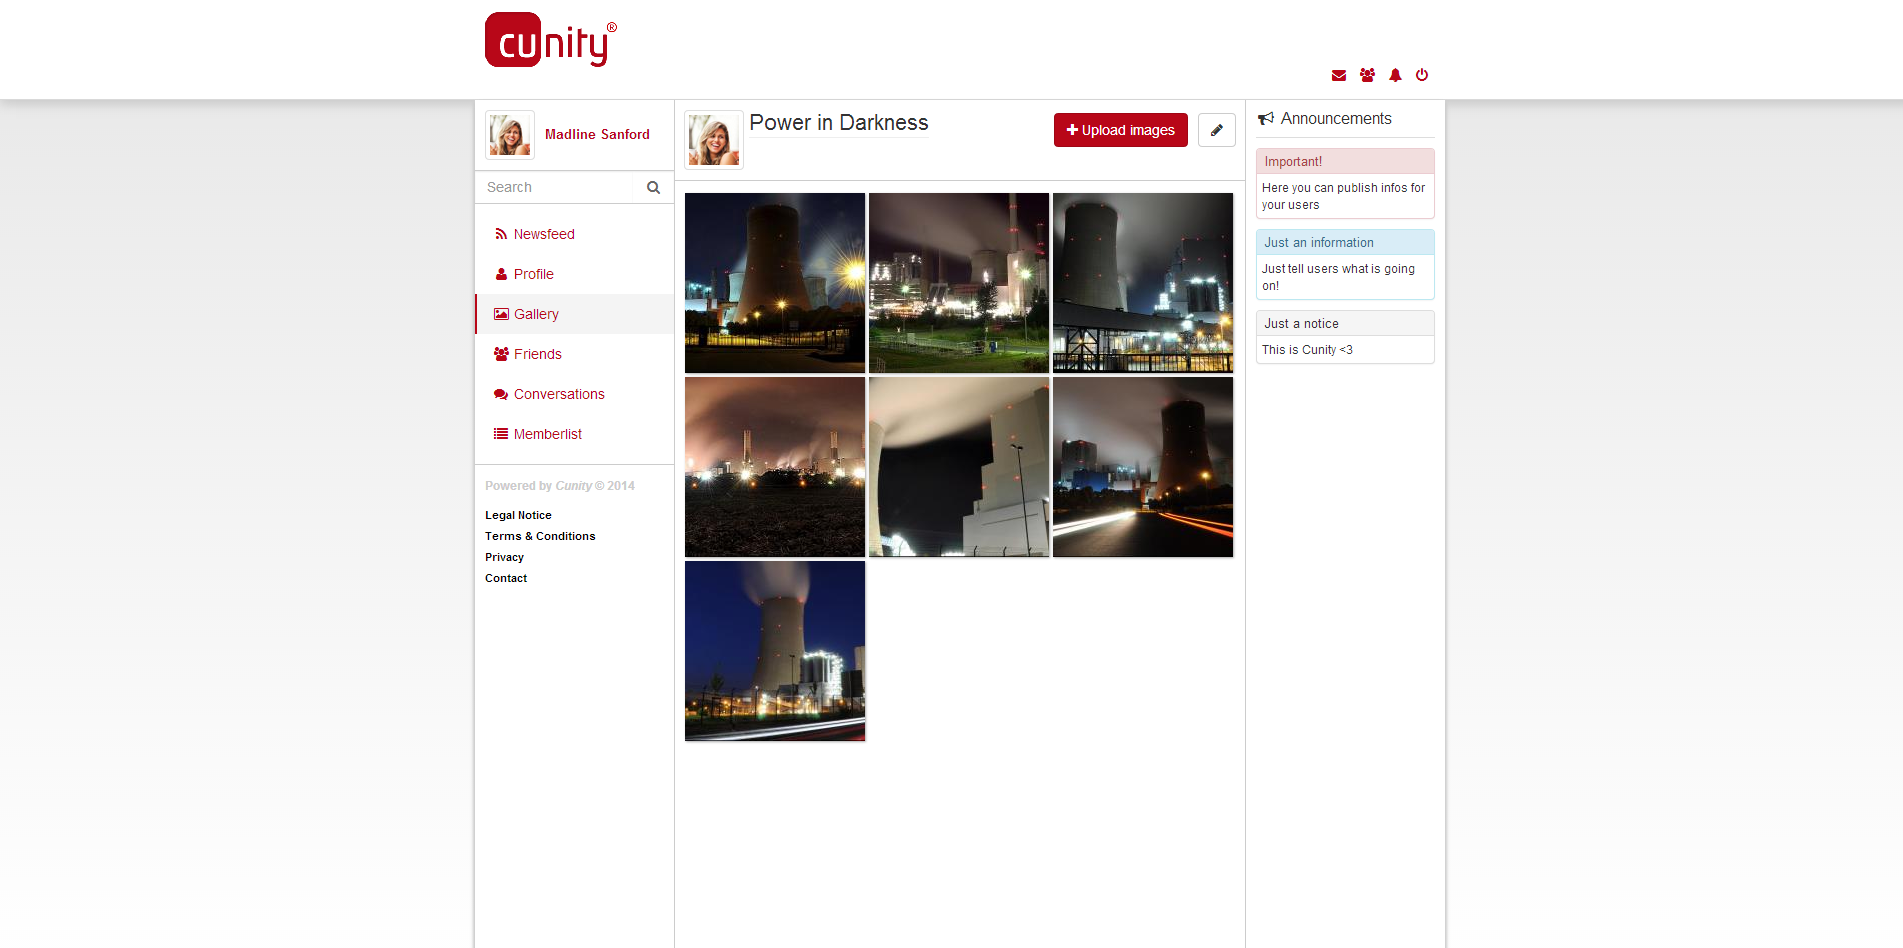 cunity®
Madline Sanford
Search
Newsfeed
Profile
Gallery
Friends
Conversations
Memberlist
Powered by Cunity © 2014
Legal Notice
Terms & Conditions
Privacy
Contact
Power in Darkness
Upload images
Announcements
Important!
Here you can publish infos for
your users
Just an information
Just tell users what is going
on!
Just a notice
This is Cunity <3